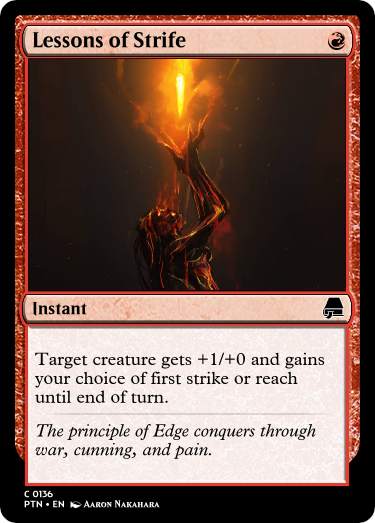 Lessons of Strife
Instant
Target creature gets +1/+0 and gains
your choice of first strike or reach
until end of turn.
The principle of Edge conquers through
war, cunning, and pain.
C 0136
PTN • EN Aaron Nakahara